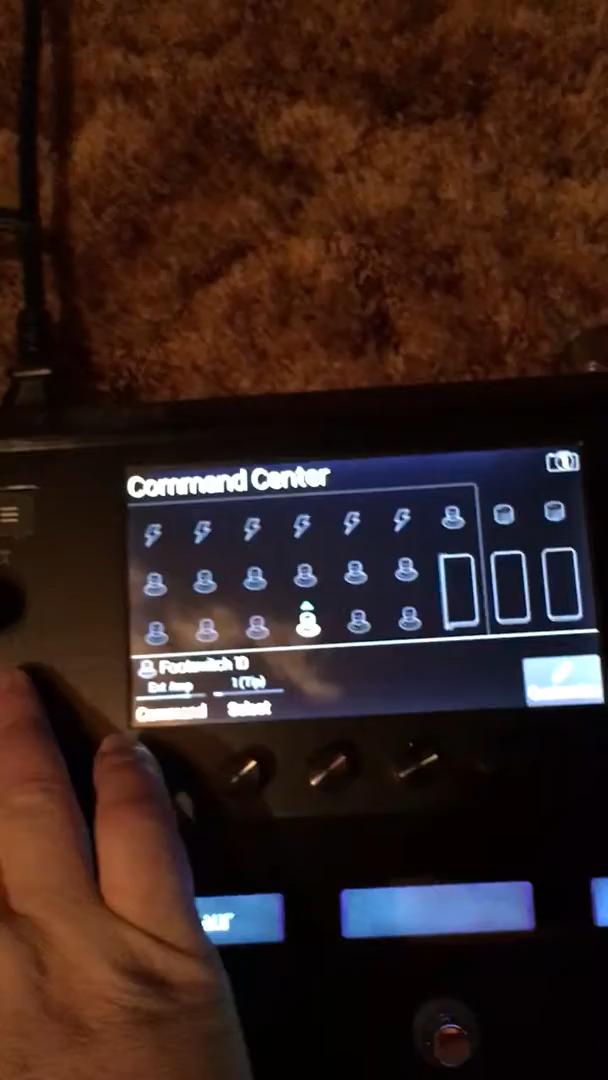 Command Center
Footswitch 10
Ext Amp 1 (Tip)
Command Select